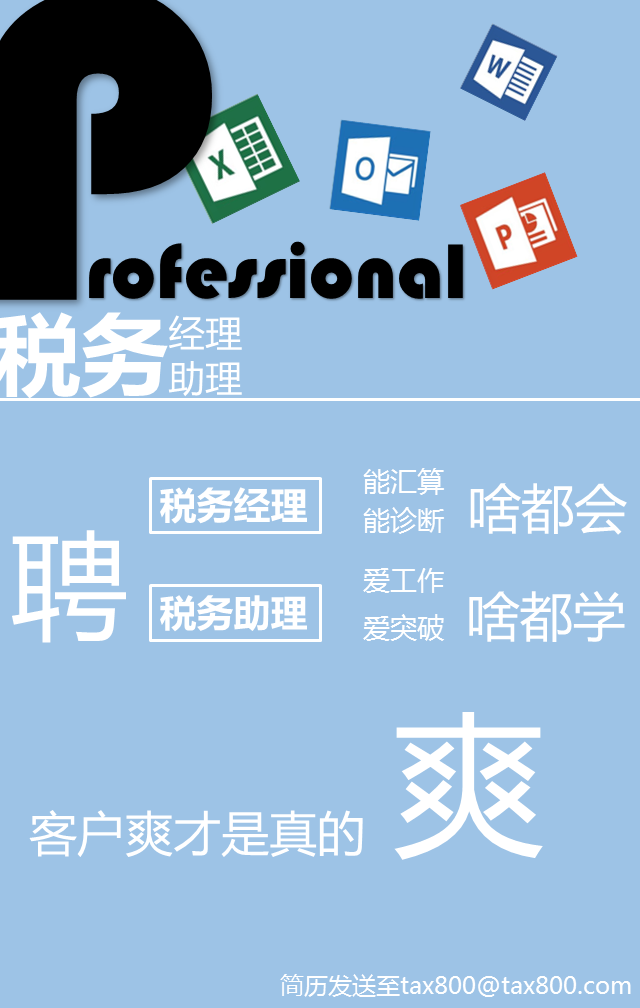 Professional
税务
经理
助理
聘
税务经理
能汇算
能诊断
啥都会
税务助理
爱工作
爱突破
啥都学
客户爽才是真的
爽
简历发送至tax800@tax800.com
W
X
O
P